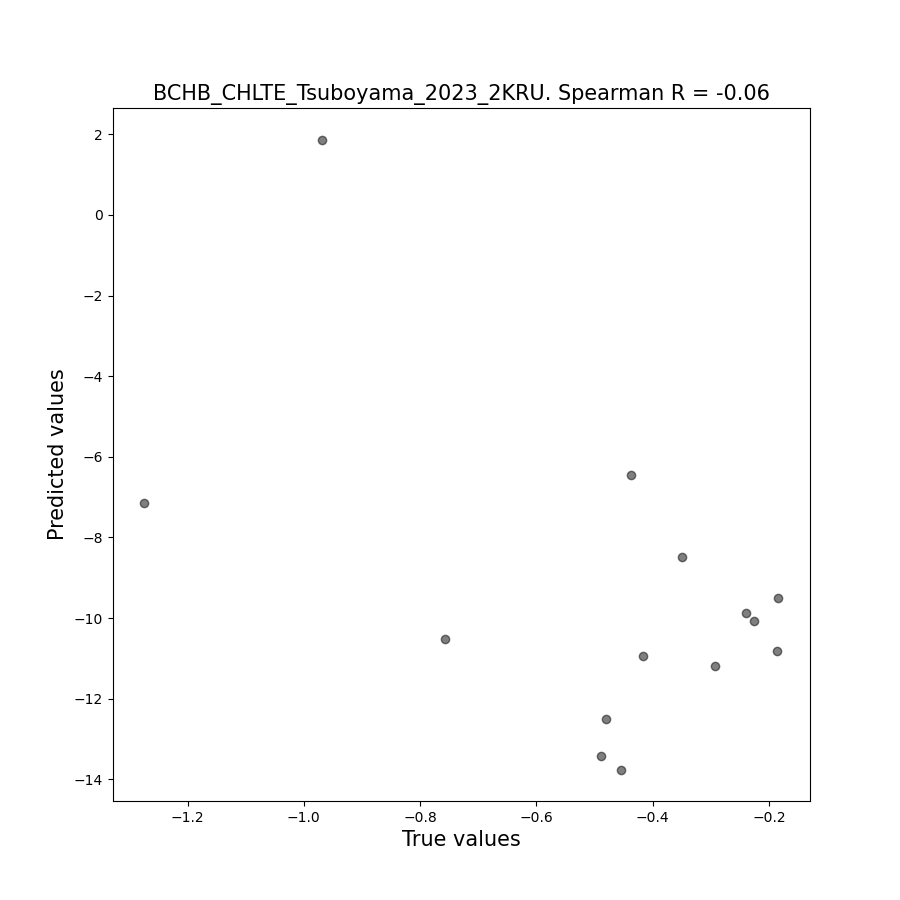 BCHB_CHLTE_Tsuboyama_2023_2KRU. Spearman R = -0.06
2
0
−2
−4
−6
−8
−10
−12
−14
Predicted values
−1.2 −1.0 −0.8 −0.6 −0.4 −0.2
True values